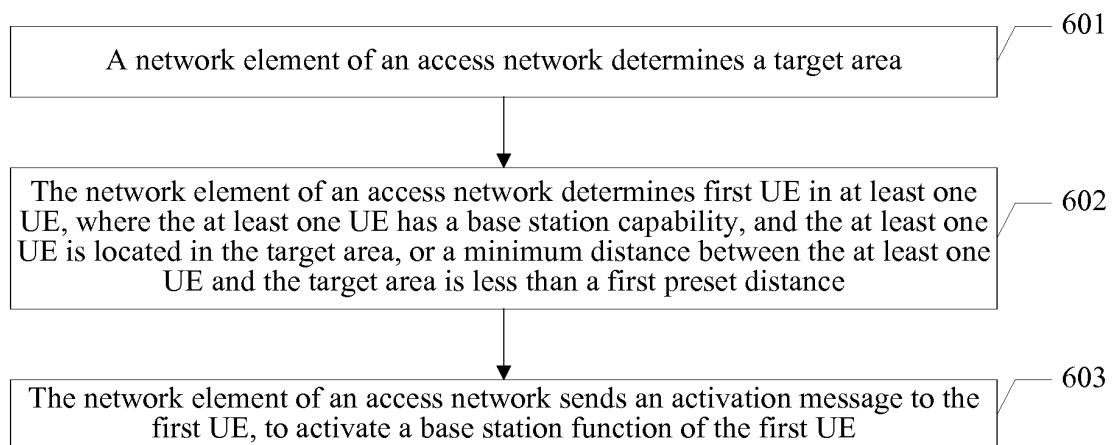 601
A network element of an access network determines a target area
The network element of an access network determines first UE in at least one
UE, where the at least one UE has a base station capability, and the at least one
UE is located in the target area, or a minimum distance between the at least one
UE and the target area is less than a first preset distance
602
The network element of an access network sends an activation message to the
first UE, to activate a base station function of the first UE
603